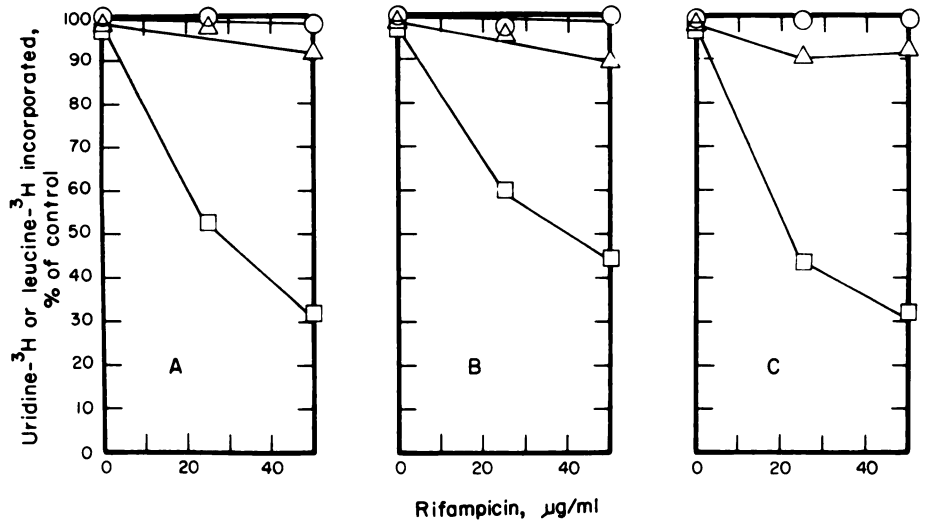 Uridine-³H or leucine-³H incorporated,
% of control
100
90
80
70
60
50
40
30
20
10
0
A
B
C
0 20 40
0 20 40
0 20 40
Rifampicin, µg/ml